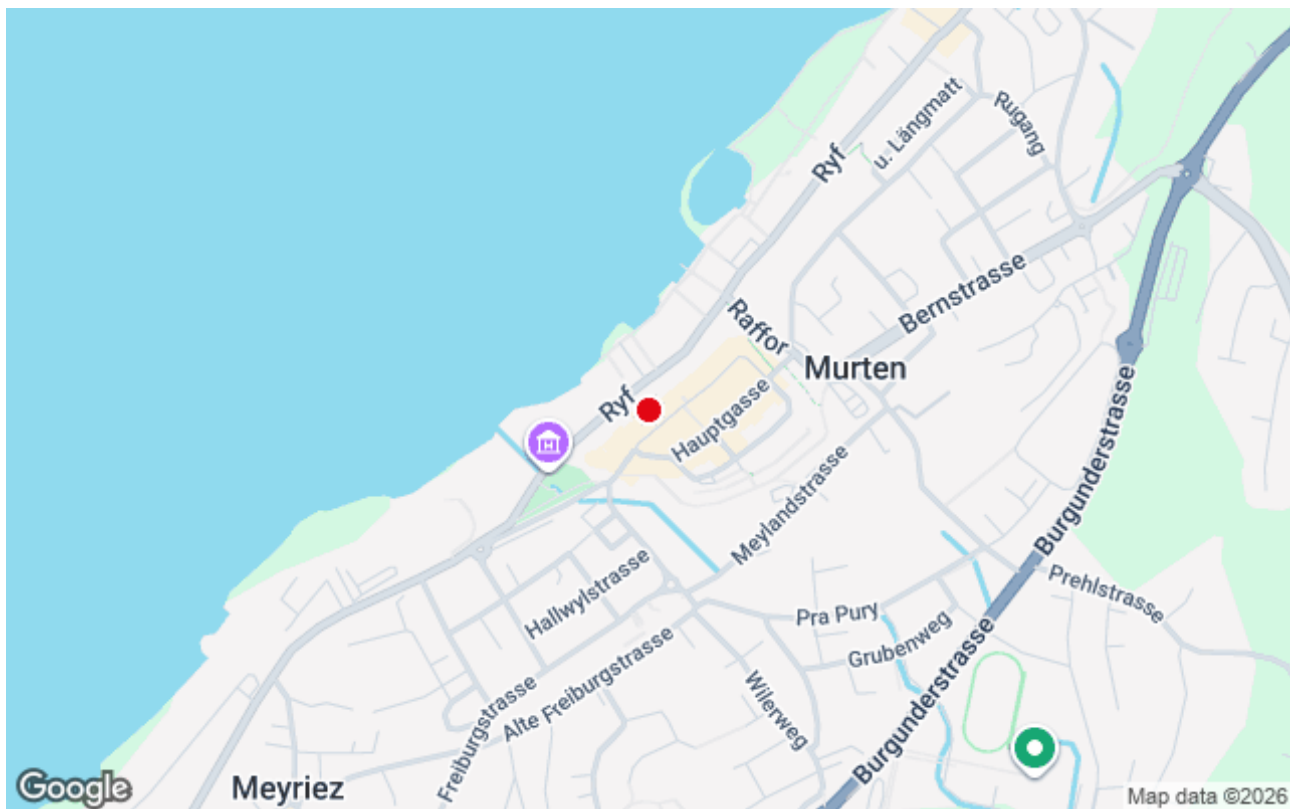 u. Längmatt
Rugang
Ryf
Bernstrasse
Raffor
Murten
Ryf
Hauptgasse
Burgunderstrasse
Meylandstrasse
Hallwylstrasse
Prehlstrasse
Pra Pury
Grubenweg
Alte Freiburgstrasse
Freiburgstrasse
Wilerweg
Burgunderstrasse
Meyriez
Google
Map data ©2026